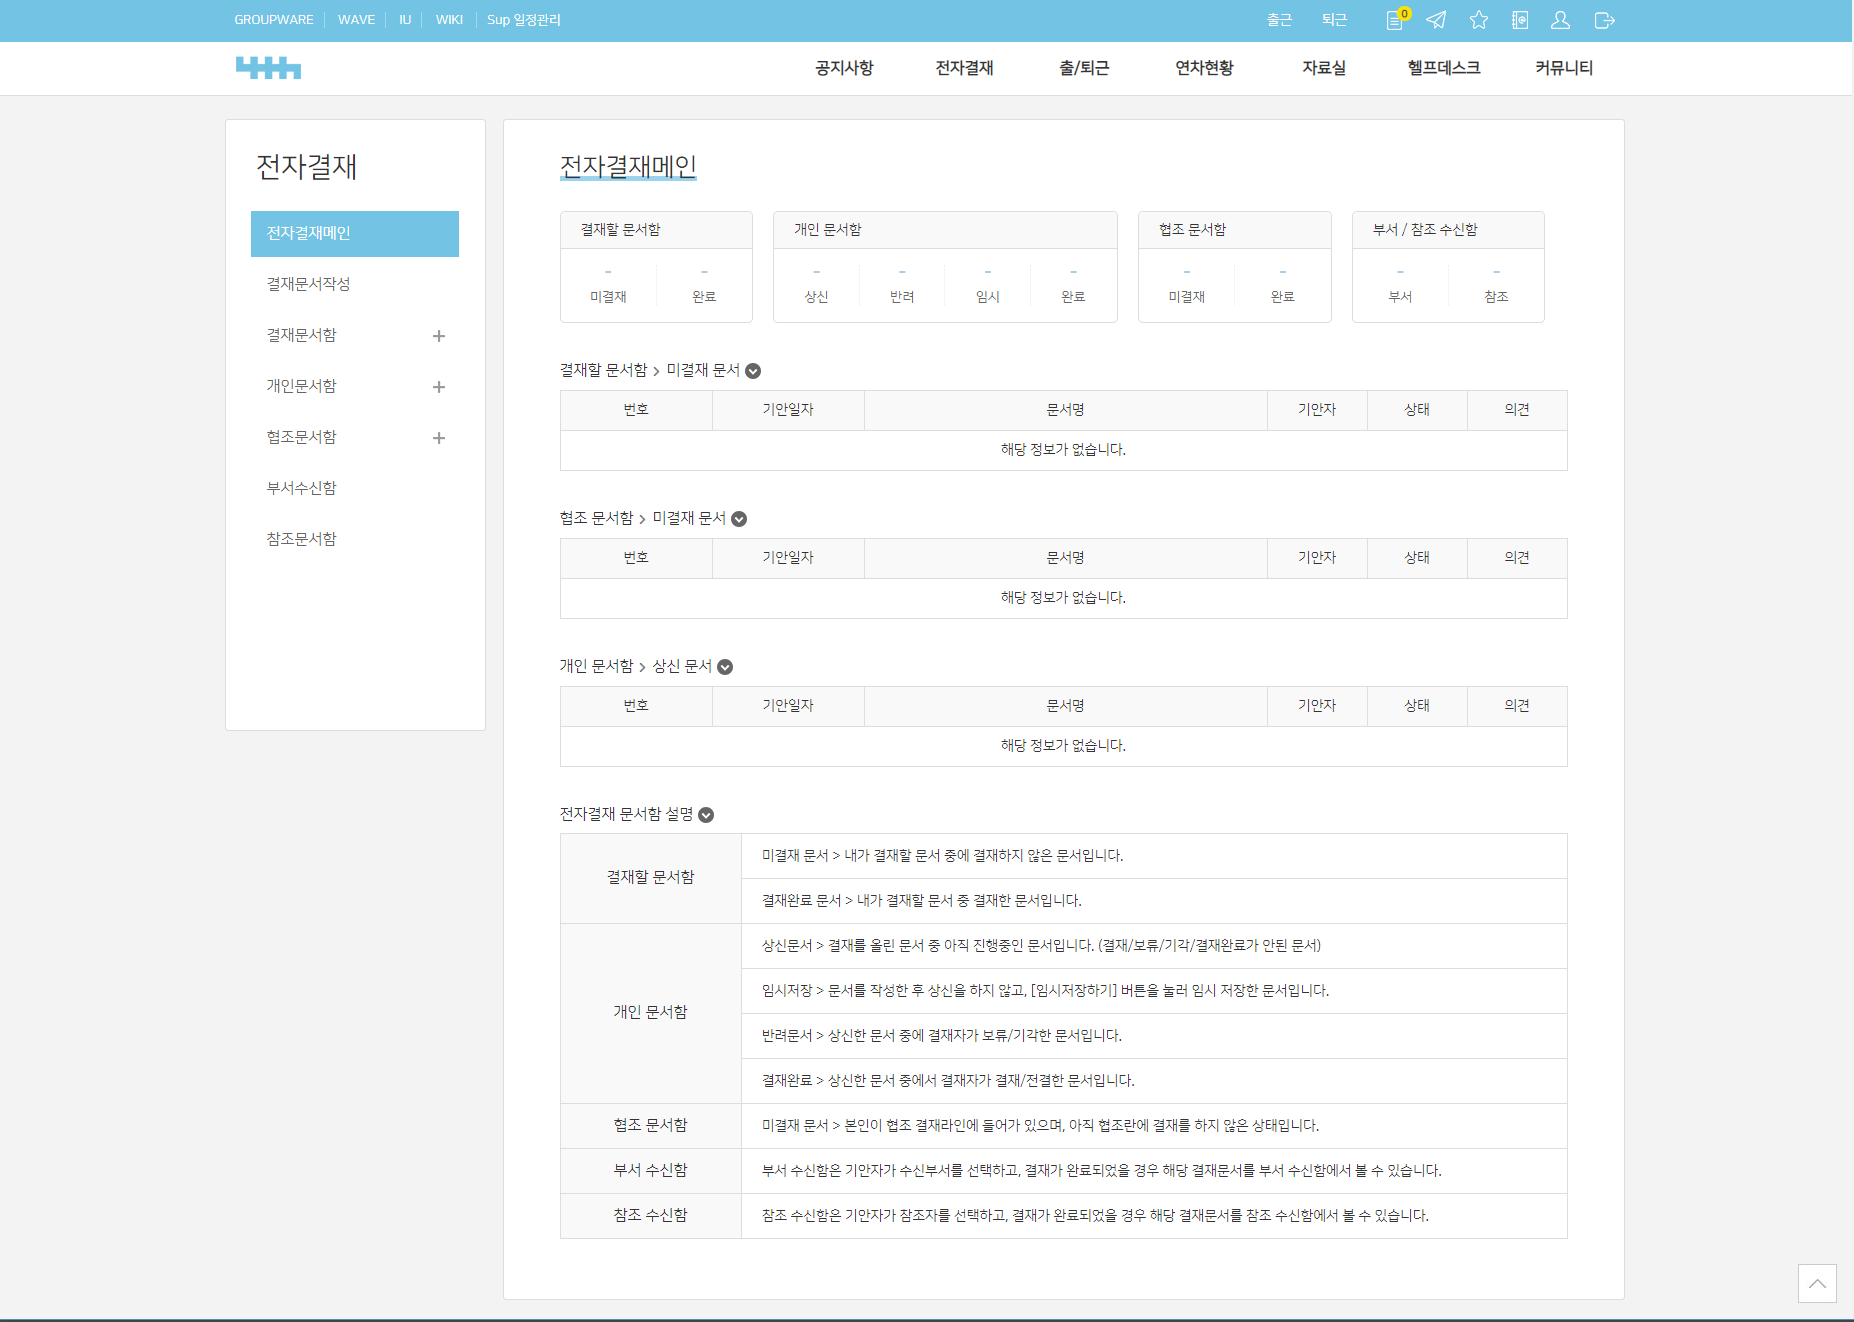 GROUPWARE WAVE IU WIKI Sup 일정관리 출근 퇴근 0
공지사항 전자결재 출/퇴근 연차현황 자료실 헬프데스크 커뮤니티
전자결재
전자결재메인
결재문서작성
결재문서함
개인문서함
협조문서함
부서수신함
참조문서함
전자결재메인
결재할 문서함 개인 문서함 협조 문서함 부서 / 참조 수신함
- - - - - - - - - -
미결재 완료 상신 반려 임시 완료 미결재 완료 부서 참조
결재할 문서함 > 미결재 문서
번호 기안일자 문서명 기안자 상태 의견
해당 정보가 없습니다.
협조 문서함 > 미결재 문서
번호 기안일자 문서명 기안자 상태 의견
해당 정보가 없습니다.
개인 문서함 > 상신 문서
번호 기안일자 문서명 기안자 상태 의견
해당 정보가 없습니다.
전자결재 문서함 설명
결재할 문서함
미결재 문서 > 내가 결재할 문서 중에 결재하지 않은 문서입니다.
결재완료 문서 > 내가 결재할 문서 중 결재한 문서입니다.
개인 문서함
상신문서 > 결재를 올린 문서 중 아직 진행중인 문서입니다. (결재/보류/기각/결재완료가 안된 문서)
임시저장 > 문서를 작성한 후 상신을 하지 않고, [임시저장하기] 버튼을 눌러 임시 저장한 문서입니다.
반려문서 > 상신한 문서 중에 결재자가 보류/기각한 문서입니다.
결재완료 > 상신한 문서 중에서 결재자가 결재/전결한 문서입니다.
협조 문서함 미결재 문서 > 본인이 협조 결재라인에 들어가 있으며, 아직 협조란에 결재를 하지 않은 상태입니다.
부서 수신함 부서 수신함은 기안자가 수신부서를 선택하고, 결재가 완료되었을 경우 해당 결재문서를 부서 수신함에서 볼 수 있습니다.
참조 수신함 참조 수신함은 기안자가 참조자를 선택하고, 결재가 완료되었을 경우 해당 결재문서를 참조 수신함에서 볼 수 있습니다.